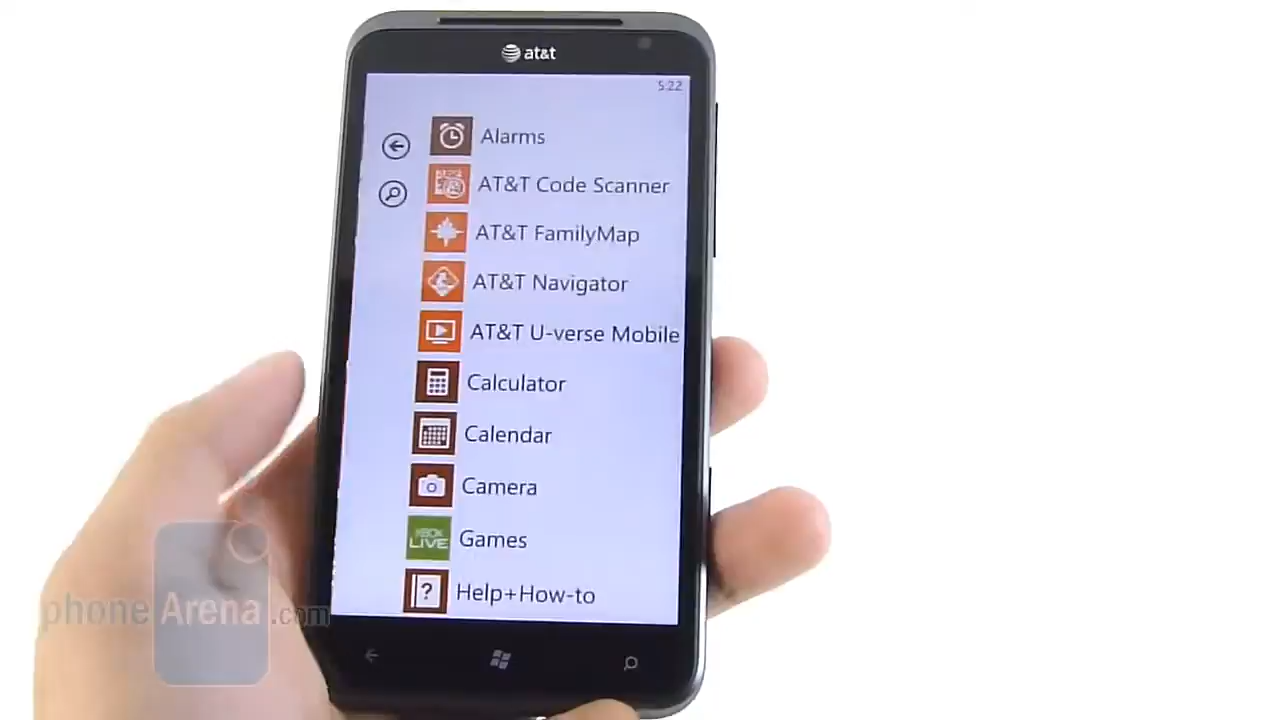 at&t
5:22
Alarms
AT&T Code Scanner
AT&T FamilyMap
AT&T Navigator
AT&T U-verse Mobile
Calculator
Calendar
Camera
XBOX
LIVE
Games
?
Help+How-to
phoneArena.com